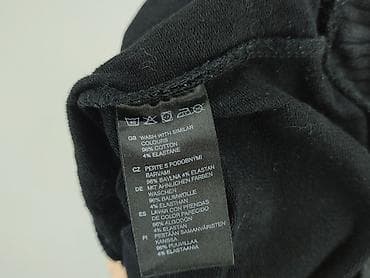 GB WASH WITH SIMILAR
COLOURS
96% COTTON
4% ELASTANE
CZ PERTE S PODOBNÝMI
BARVAMI
96% BAVLNA 4% ELASTAN
DE MIT ÄHNLICHEN FARBEN
WASCHEN
96% BAUMWOLLE
4% ELASTHAN
ES LAVAR CON PRENDAS
DE COLOR PARECIDO
96% ALGODÓN
4% ELASTANO
FI PESTÄÄN SAMANVÄRISTEN
KANSSA
96% PUUVILLAA
4% ELASTAANIA